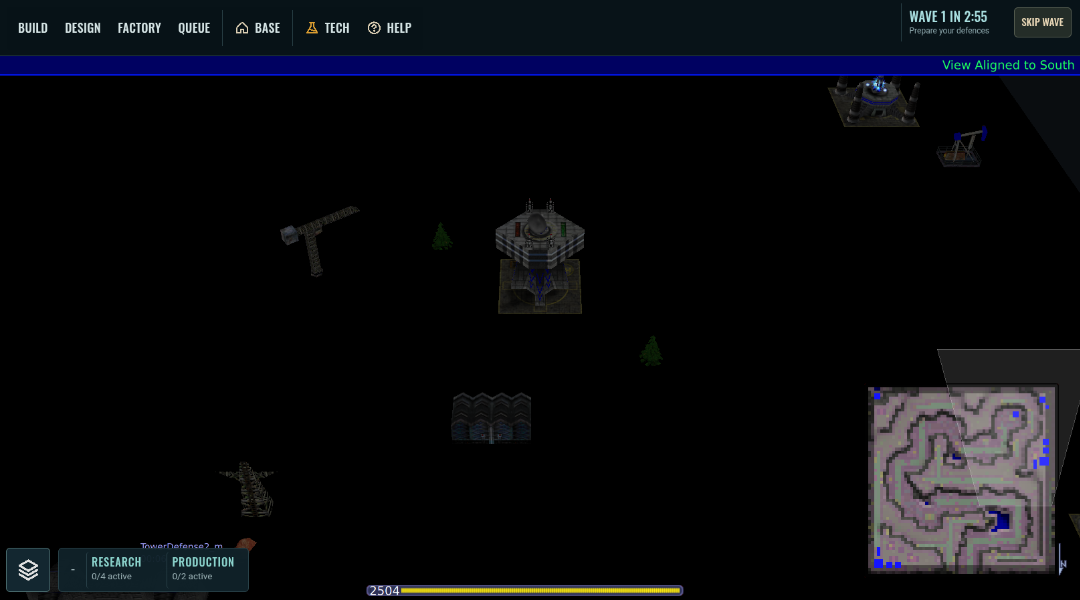 BUILD DESIGN FACTORY QUEUE BASE TECH HELP
WAVE 1 IN 2:55
Prepare your defences
SKIP WAVE
View Aligned to South
TowerDefense2_m
- RESEARCH PRODUCTION
0/4 active 0/2 active
2504
N